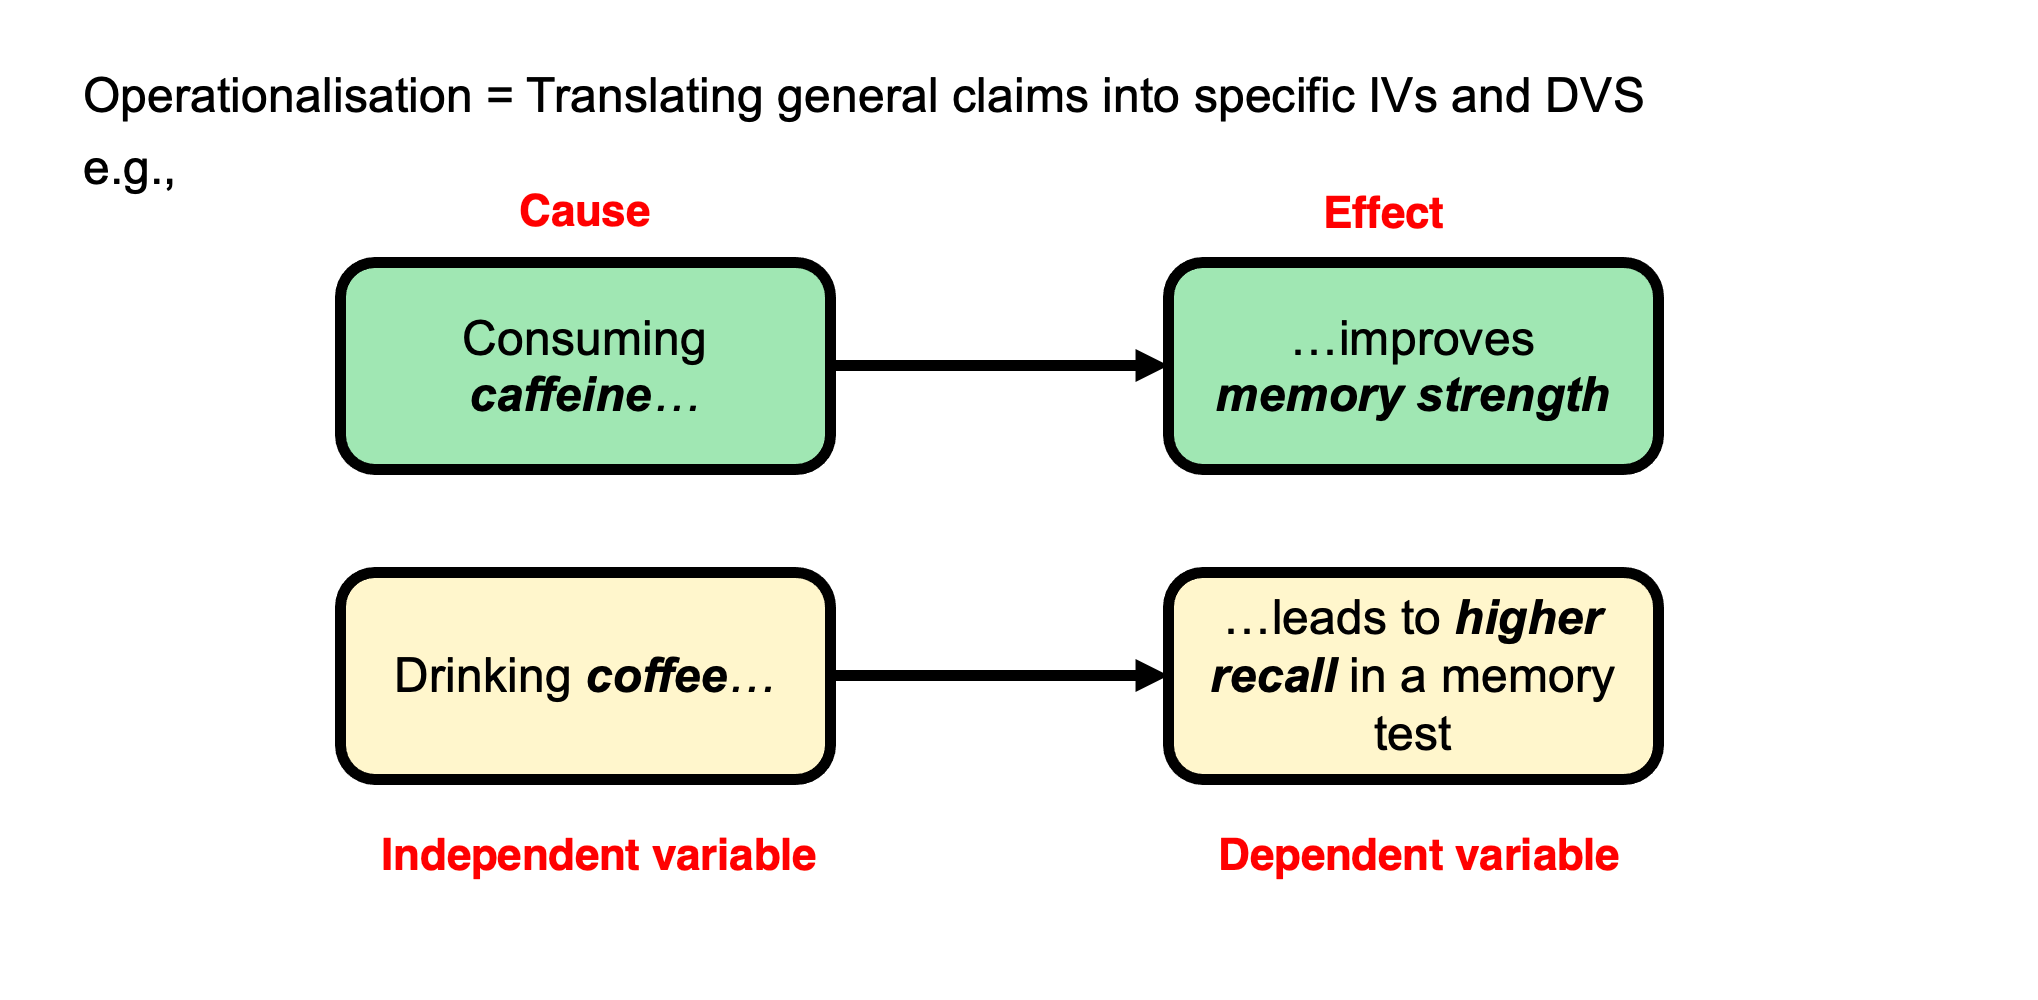 Operationalisation = Translating general claims into specific IVs and DVS
e.g.,
Cause
Effect
Consuming
caffeine…
…improves
memory strength
Drinking coffee…
…leads to higher
recall in a memory
test
Independent variable
Dependent variable